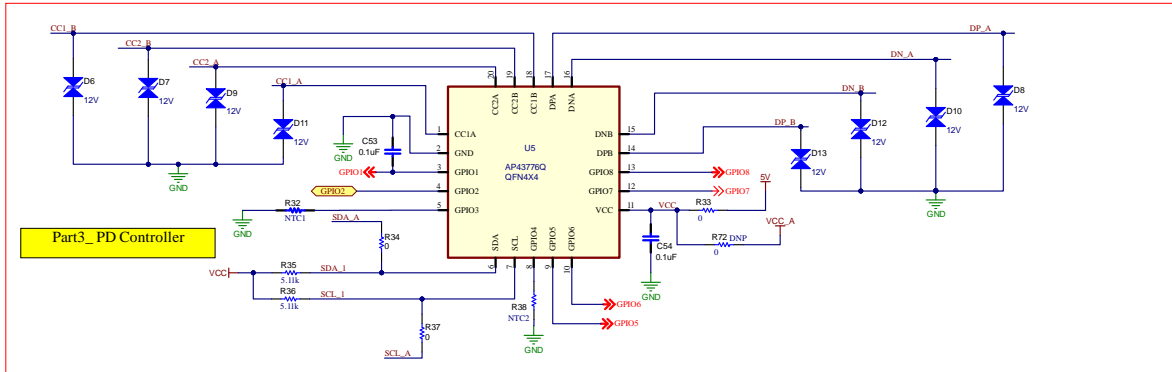 CC1_B
DP_A
CC2_B
CC2_A
DN_A
D6
12V
D7
12V
D9
12V
CC1_A
D11
12V
20
19
18
17
16
CC2A
CC2B
CC1B
DPA
DNA
DN_B
D8
12V
D10
12V
D12
12V
DP_B
D13
12V
GND
GND
C53
0.1uF
GND
1
CC1A
2
GND
3
GPIO1
4
GPIO2
5
GPIO3
U5
AP43776Q
QFN4X4
DNB
15
DPB
14
GPIO8
13
GPIO7
12
VCC
11
GPIO1
GPIO2
GPIO8
GPIO7
R32
NTC1
GND
VCC
R33
0
5V
R72
DNP
0
VCC_A
C54
0.1uF
GND
SDA
SCL
GPIO4
GPIO5
GPIO6
6
7
8
9
10
Part3_ PD Controller
SDA_A
R34
0
VCC
R35
5.11k
SDA_1
R36
5.11k
SCL_1
R37
0
SCL_A
R38
NTC2
GND
GPIO6
GPIO5